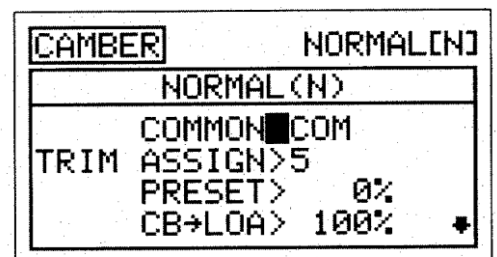 CAMBER NORMAL[N]
NORMAL(N)
COMMON COM
TRIM ASSIGN>5
PRESET> 0%
CB→LOA> 100%